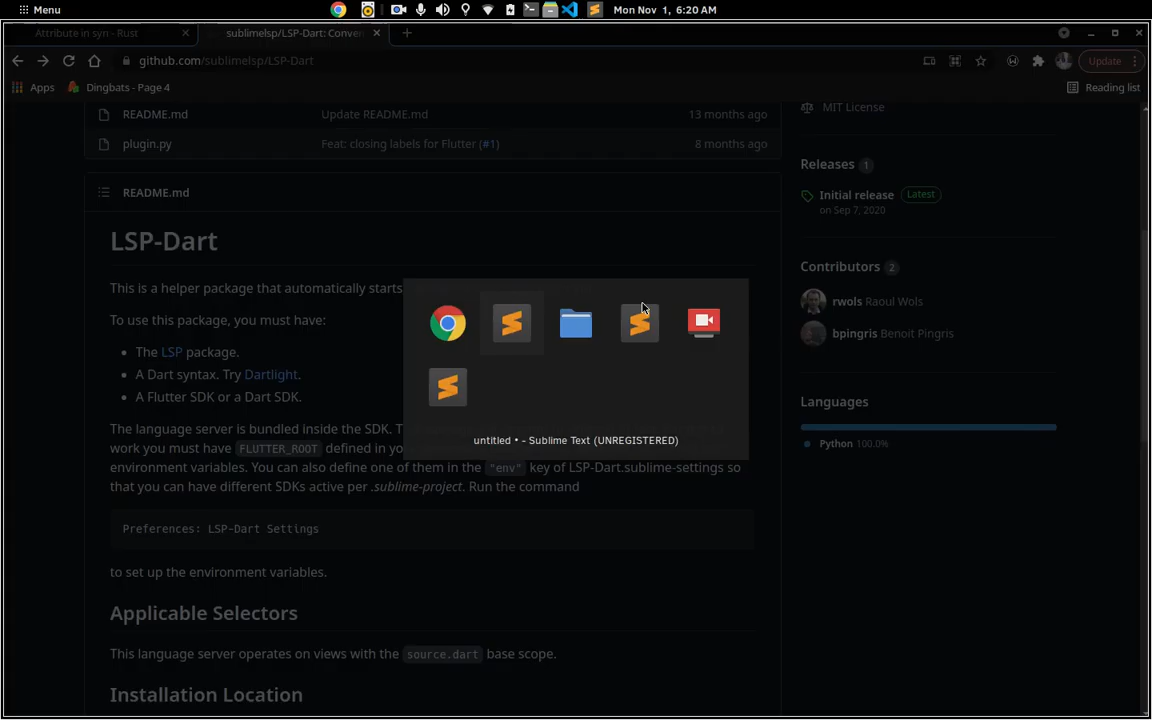 Menu
Mon Nov 1, 6:20 AM
Attribute in syn - Rust
sublimelsp/LSP-Dart: Conver
github.com/sublimelsp/LSP-Dart
Update
Apps
Dingbats - Page 4
Reading list
README.md Update README.md 13 months ago
plugin.py Feat: closing labels for Flutter (#1) 8 months ago
README.md
LSP-Dart
This is a helper package that automatically starts
To use this package, you must have:
• The LSP package.
• A Dart syntax. Try Dartlight.
• A Flutter SDK or a Dart SDK.
The language server is bundled inside the SDK.
work you must have FLUTTER_ROOT defined in
environment variables. You can also define one of them in the "env" key of LSP-Dart.sublime-settings so
that you can have different SDKs active per .sublime-project. Run the command
Preferences: LSP-Dart Settings
to set up the environment variables.
Applicable Selectors
This language server operates on views with the source.dart base scope.
Installation Location
untitled • - Sublime Text (UNREGISTERED)
MIT License
Releases 1
Initial release Latest
on Sep 7, 2020
Contributors 2
rwols Raoul Wols
bpingris Benoit Pingris
Languages
Python 100.0%